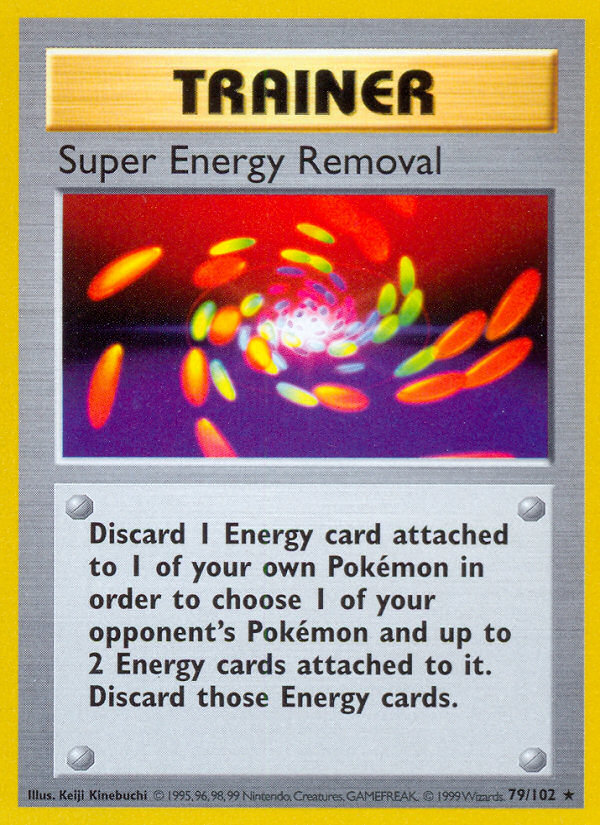 TRAINER
Super Energy Removal
Discard 1 Energy card attached
to 1 of your own Pokémon in
order to choose 1 of your
opponent's Pokémon and up to
2 Energy cards attached to it.
Discard those Energy cards.
Illus. Keiji Kinebuchi © 1995, 96, 98, 99 Nintendo, Creatures, GAMEFREAK. © 1999 Wizards. 79/102 ★